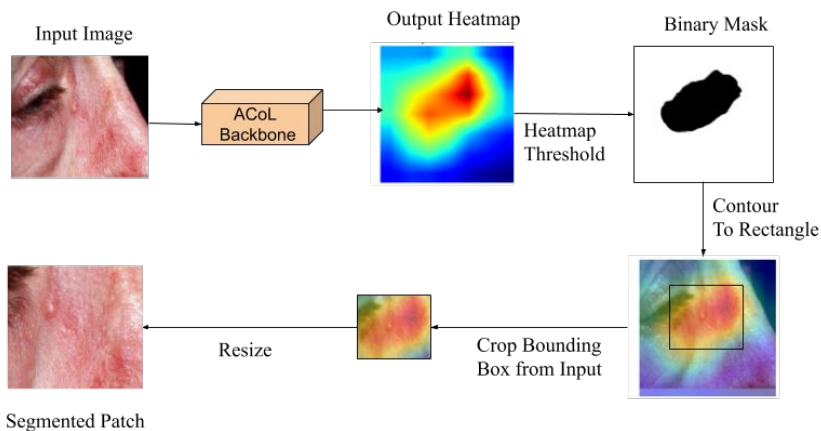 Input Image
ACoL
Backbone
Output Heatmap
Heatmap
Threshold
Binary Mask
Contour
To Rectangle
Crop Bounding
Box from Input
Resize
Segmented Patch